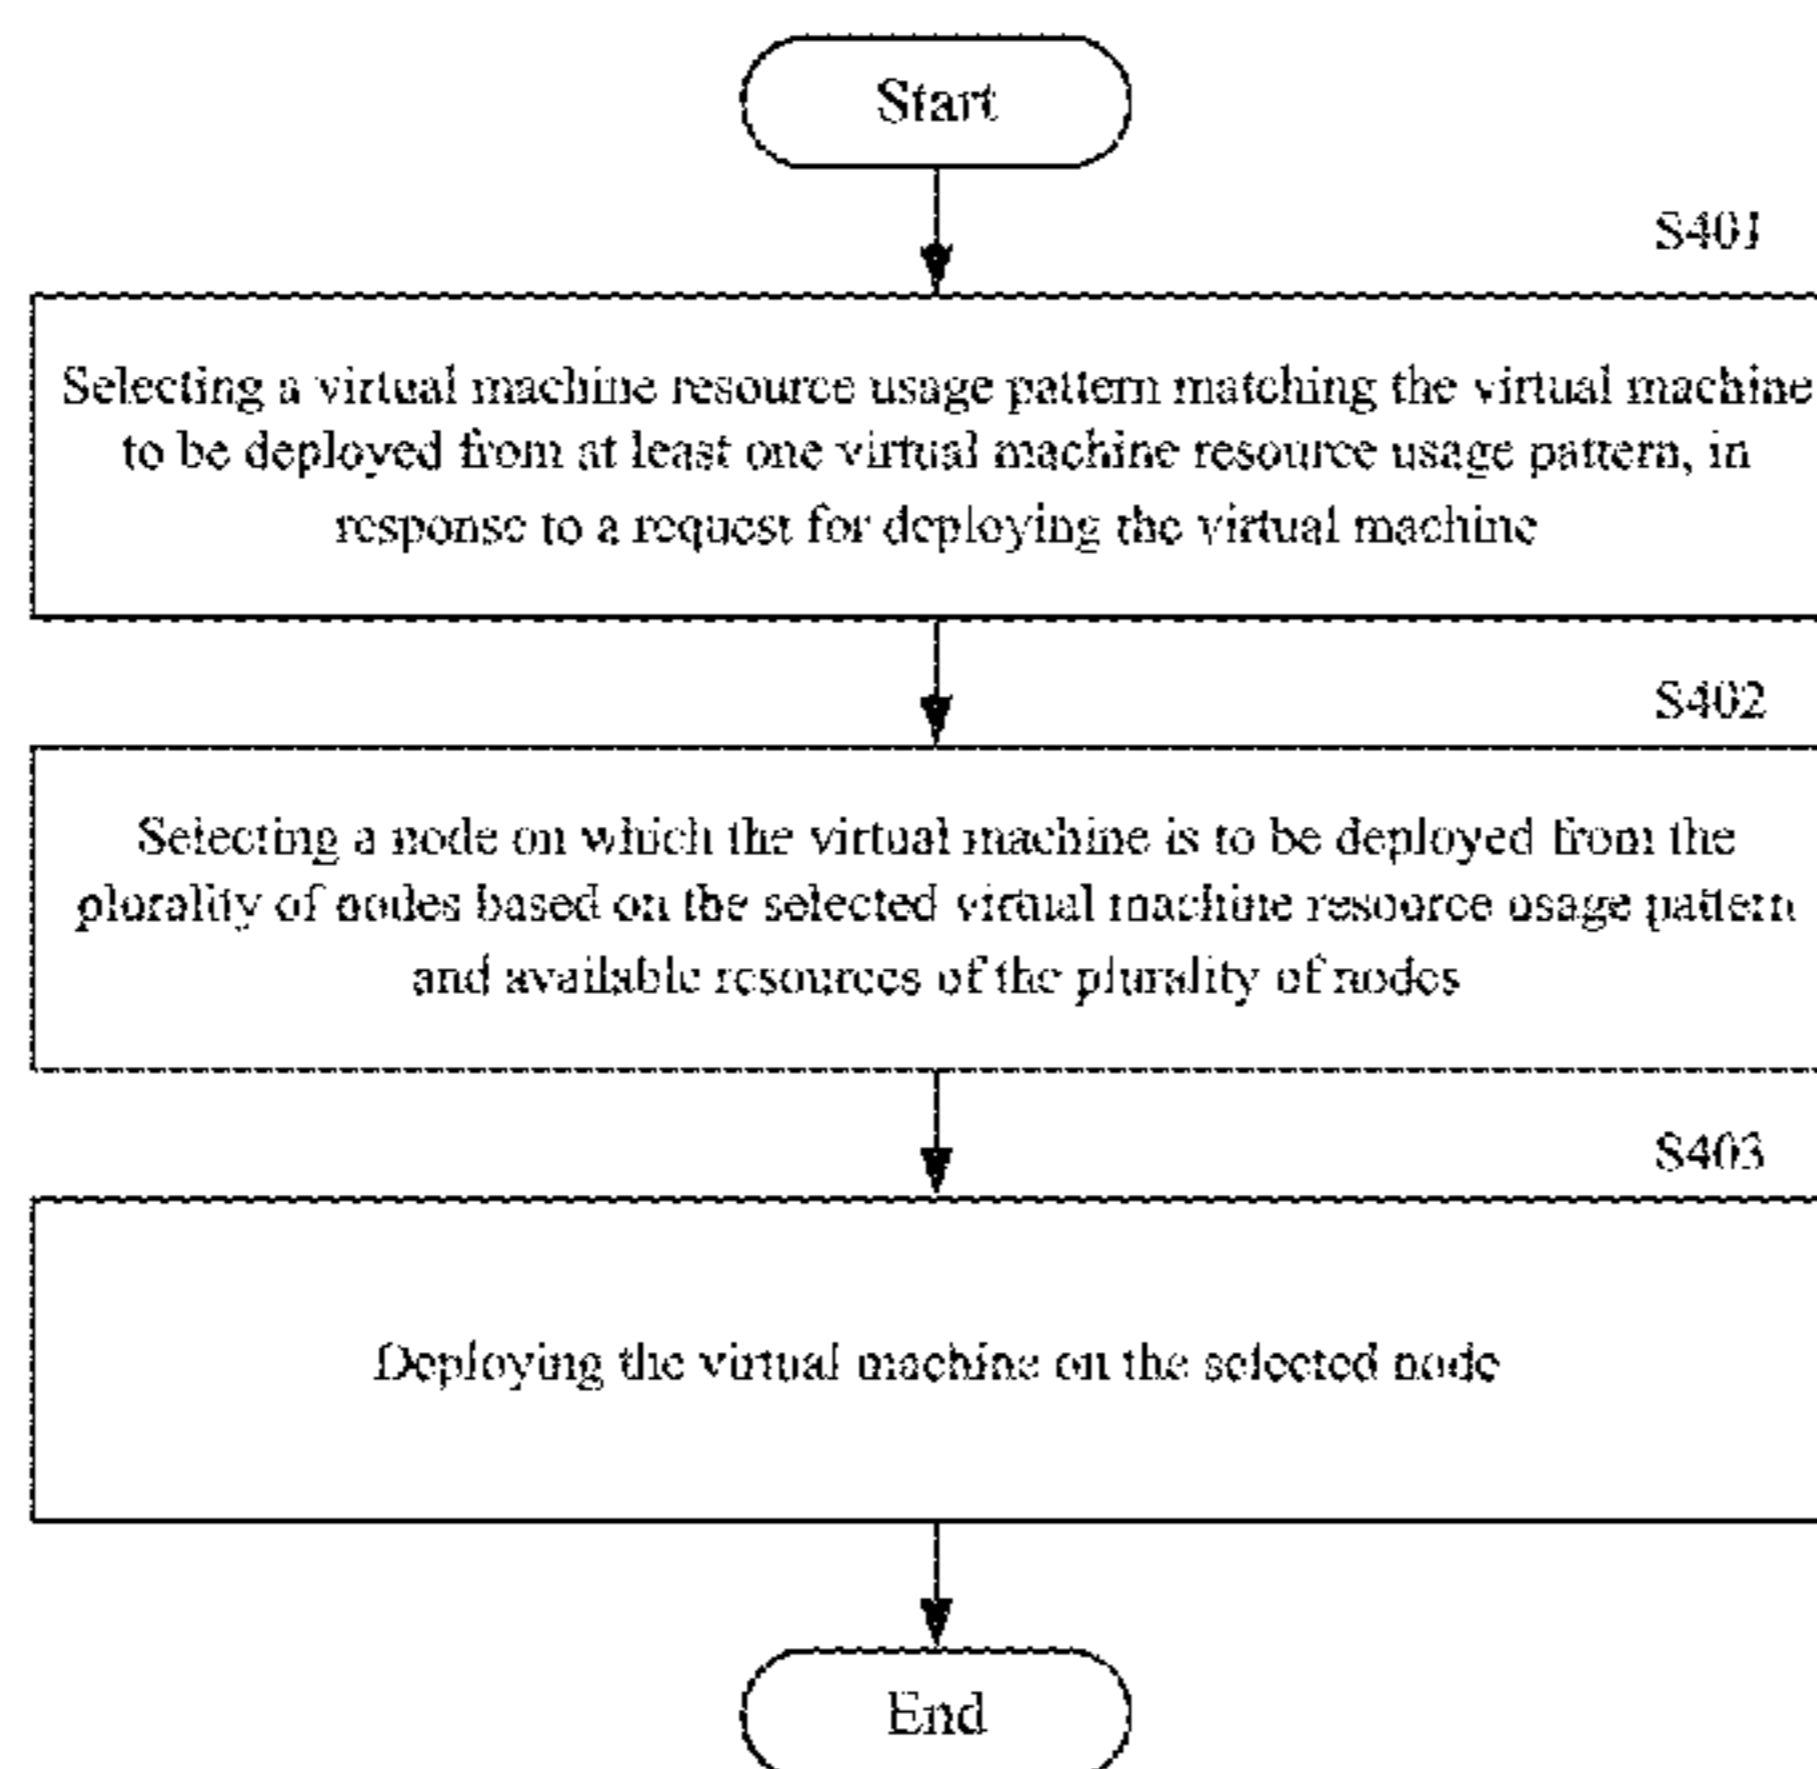 Start
S401
Selecting a virtual machine resource usage pattern matching the virtual machine
to be deployed from at least one virtual machine resource usage pattern, in
response to a request for deploying the virtual machine
S402
Selecting a node on which the virtual machine is to be deployed from the
plurality of nodes based on the selected virtual machine resource usage pattern
and available resources of the plurality of nodes
S403
Deploying the virtual machine on the selected node
End